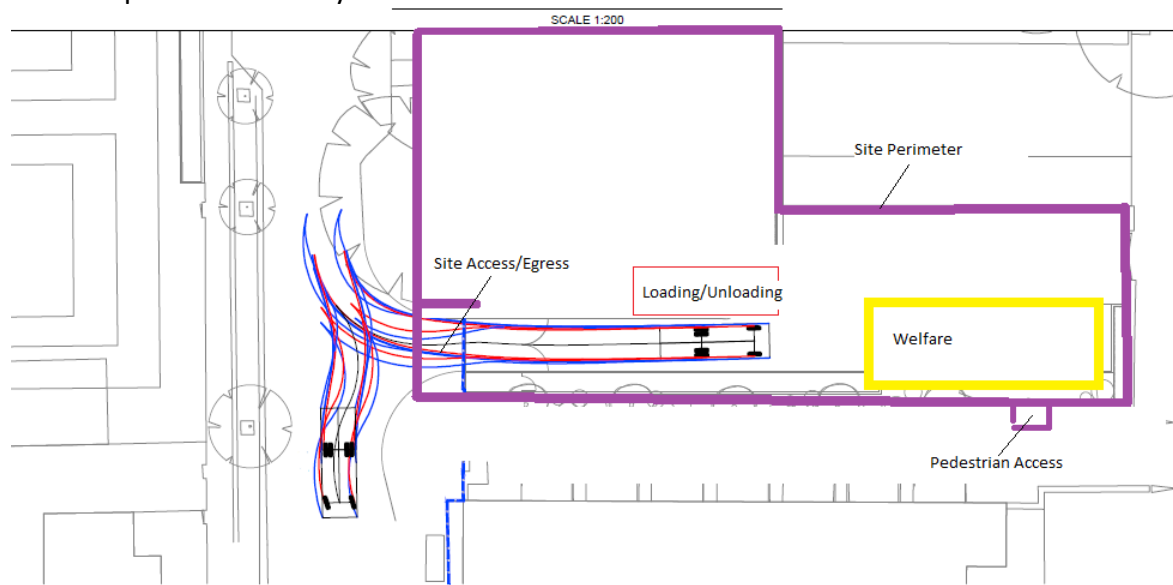 SCALE 1:200
Site Perimeter
Site Access/Egress
Loading/Unloading
Welfare
Pedestrian Access